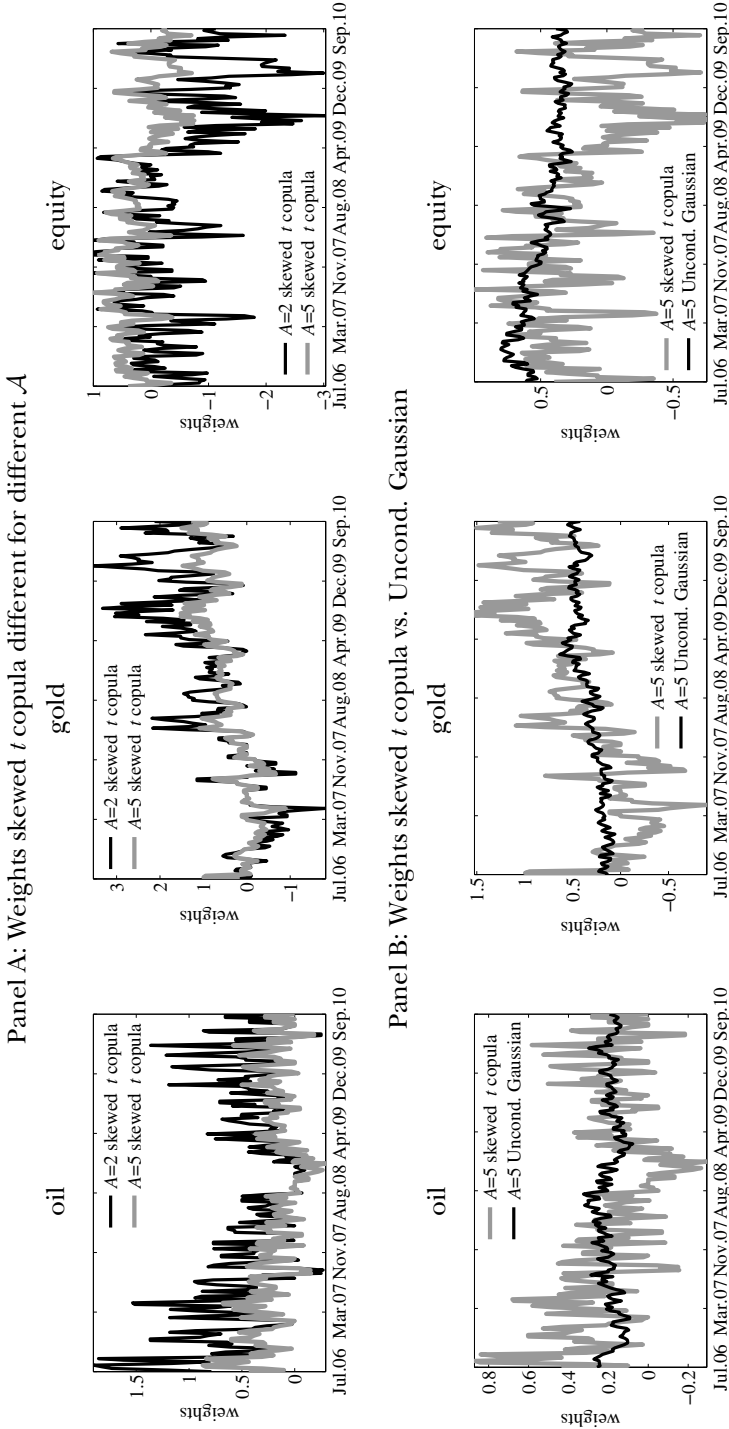 Panel A: Weights skewed t copula different for different 𝒜
oil
1.5
1
0.5
0
weights
A=2 skewed t copula
A=5 skewed t copula
Jul.06 Mar.07 Nov.07 Aug.08 Apr.09 Dec.09 Sep.10
gold
3
2
1
0
−1
weights
A=2 skewed t copula
A=5 skewed t copula
Jul.06 Mar.07 Nov.07 Aug.08 Apr.09 Dec.09 Sep.10
equity
1
0
−1
−2
−3
weights
A=2 skewed t copula
A=5 skewed t copula
Jul.06 Mar.07 Nov.07 Aug.08 Apr.09 Dec.09 Sep.10
Panel B: Weights skewed t copula vs. Uncond. Gaussian
oil
0.8
0.6
0.4
0.2
0
−0.2
weights
A=5 skewed t copula
A=5 Uncond. Gaussian
Jul.06 Mar.07 Nov.07 Aug.08 Apr.09 Dec.09 Sep.10
gold
1.5
1
0.5
0
−0.5
weights
A=5 skewed t copula
A=5 Uncond. Gaussian
Jul.06 Mar.07 Nov.07 Aug.08 Apr.09 Dec.09 Sep.10
equity
0.5
0
−0.5
weights
A=5 skewed t copula
A=5 Uncond. Gaussian
Jul.06 Mar.07 Nov.07 Aug.08 Apr.09 Dec.09 Sep.10